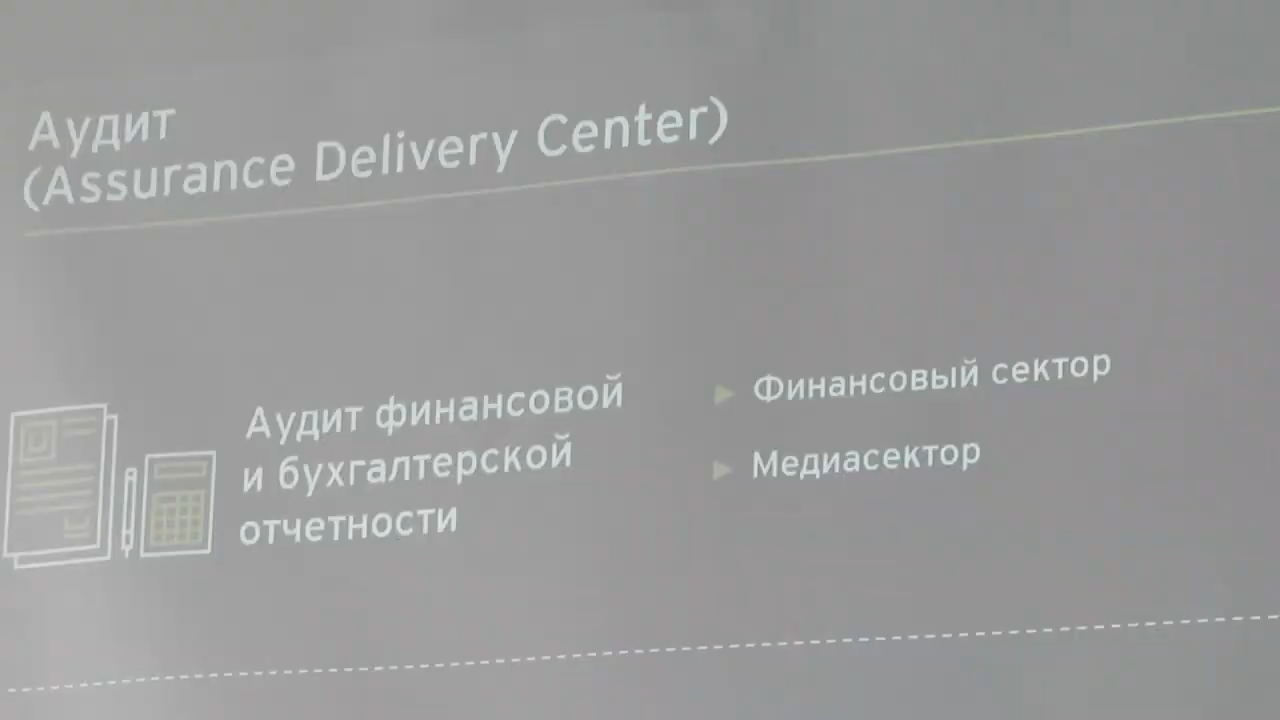 Аудит
(Assurance Delivery Center)
Аудит финансовой
и бухгалтерской
отчетности
Финансовый сектор
Медиасектор